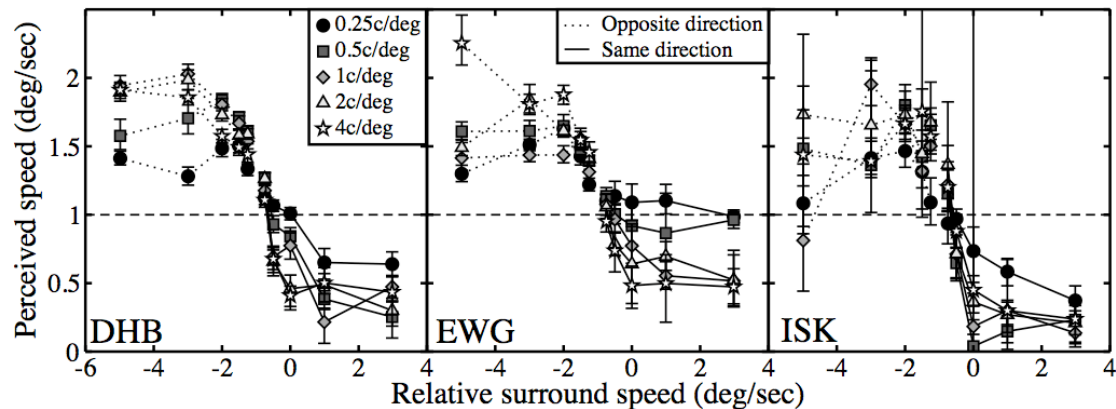 Perceived speed (deg/sec)
2
1.5
1
0.5
0
0.25c/deg
0.5c/deg
1c/deg
2c/deg
4c/deg
Opposite direction
Same direction
DHB
EWG
ISK
-6 -4 -2 0 2 4 -4 -2 0 2 4 -4 -2 0 2 4
Relative surround speed (deg/sec)